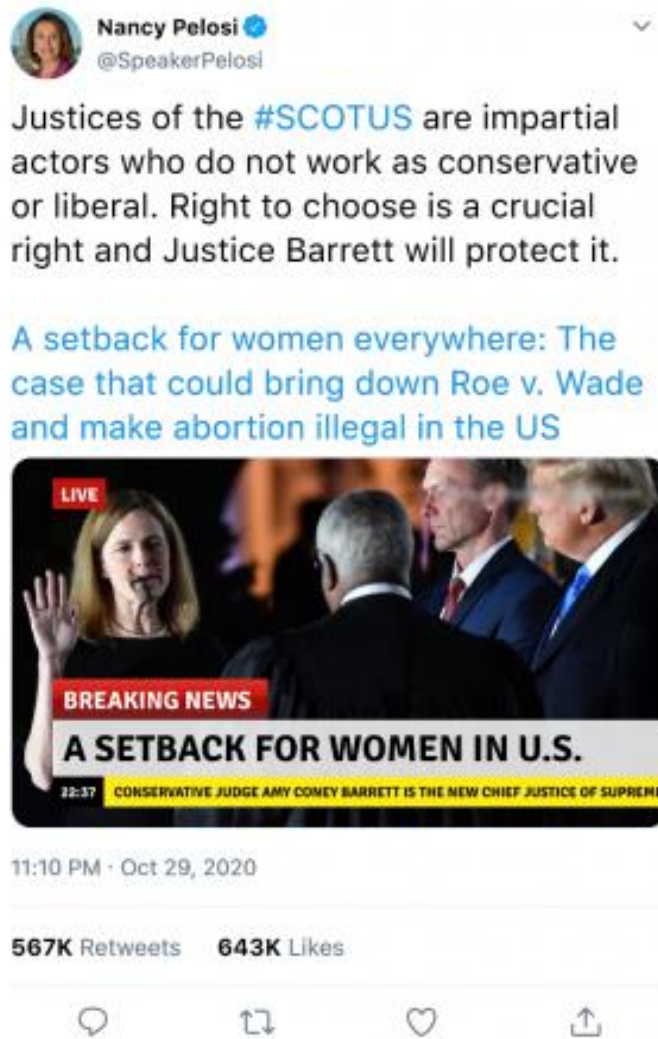 Nancy Pelosi
@SpeakerPelosi
Justices of the #SCOTUS are impartial
actors who do not work as conservative
or liberal. Right to choose is a crucial
right and Justice Barrett will protect it.
A setback for women everywhere: The
case that could bring down Roe v. Wade
and make abortion illegal in the US
LIVE
BREAKING NEWS
A SETBACK FOR WOMEN IN U.S.
22:37 CONSERVATIVE JUDGE AMY CONEY BARRETT IS THE NEW CHIEF JUSTICE OF SUPREM
11:10 PM · Oct 29, 2020
567K Retweets 643K Likes